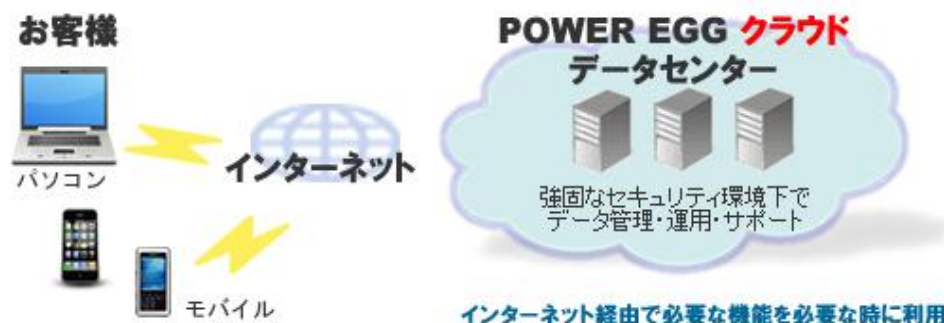 お客様
パソコン
モバイル
インターネット
POWER EGG クラウド
データセンター
強固なセキュリティ環境下で
データ管理・運用・サポート
インターネット経由で必要な機能を必要な時に利用